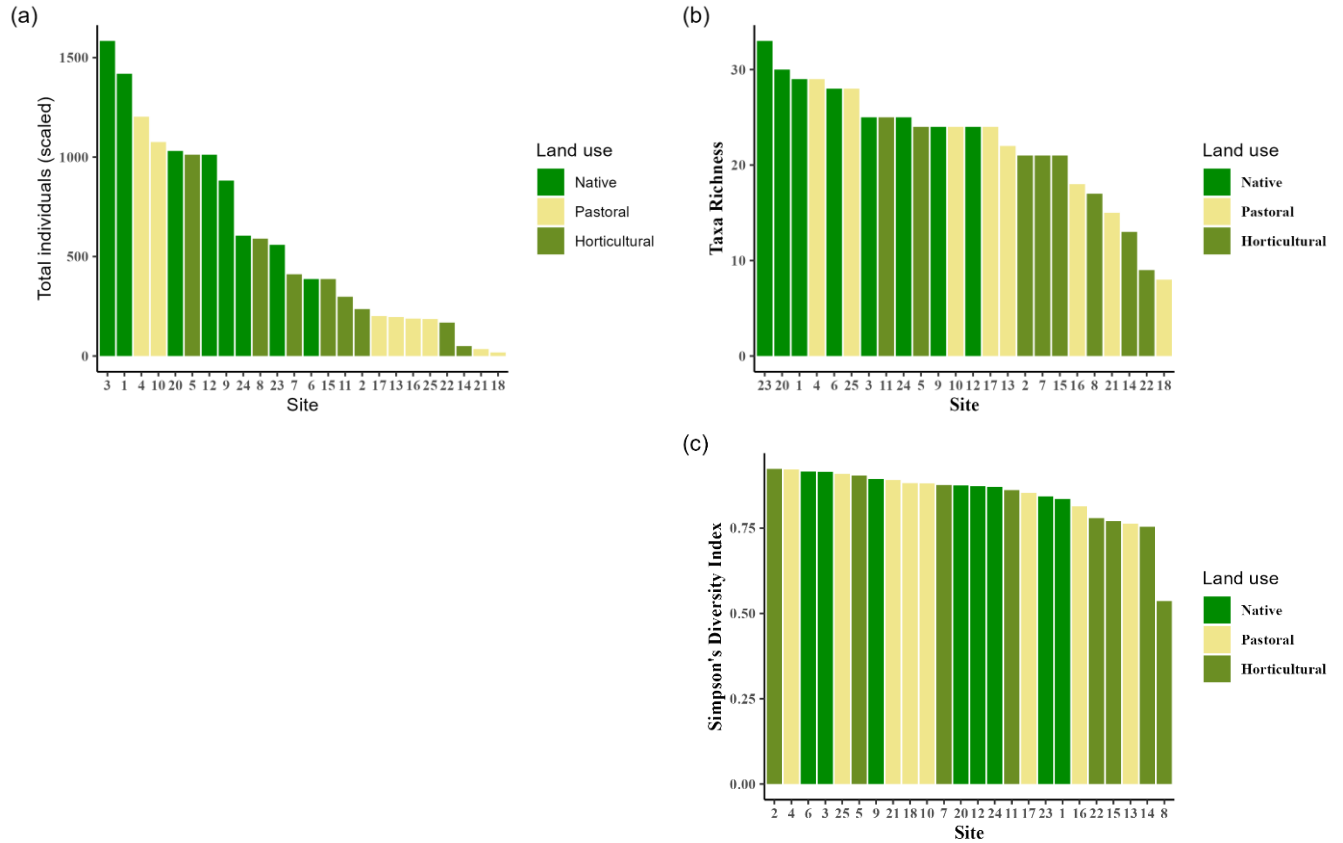 (a)
Total individuals (scaled)
1500
1000
500
0
3 1 4 10 20 5 12 9 24 8 23 7 6 15 11 2 17 13 16 25 22 14 21 18
Site
Land use
Native
Pastoral
Horticultural
(b)
Taxa Richness
30
20
10
0
23 20 1 4 6 25 3 11 24 5 9 10 12 17 13 2 7 15 16 8 21 14 22 18
Site
Land use
Native
Pastoral
Horticultural
(c)
Simpson's Diversity Index
0.75
0.50
0.25
0.00
2 4 6 3 25 5 9 21 18 10 7 20 12 24 11 17 23 1 16 22 15 13 14 8
Site
Land use
Native
Pastoral
Horticultural